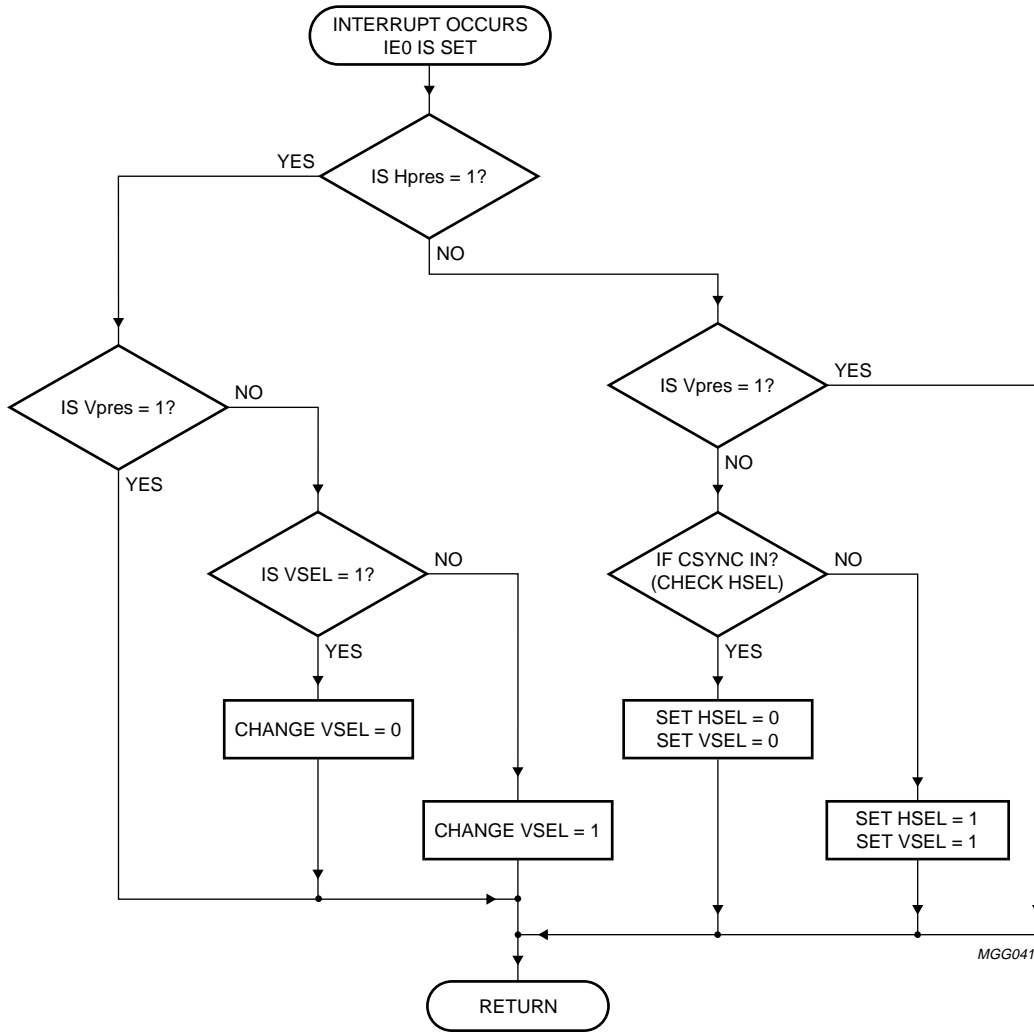 INTERRUPT OCCURS
IE0 IS SET
YES
IS Hpres = 1?
NO
IS Vpres = 1?
YES
IS Vpres = 1?
NO
YES
NO
IS VSEL = 1?
NO
IF CSYNC IN?
(CHECK HSEL)
NO
YES
YES
CHANGE VSEL = 0
SET HSEL = 0
SET VSEL = 0
CHANGE VSEL = 1
SET HSEL = 1
SET VSEL = 1
MGG041
RETURN